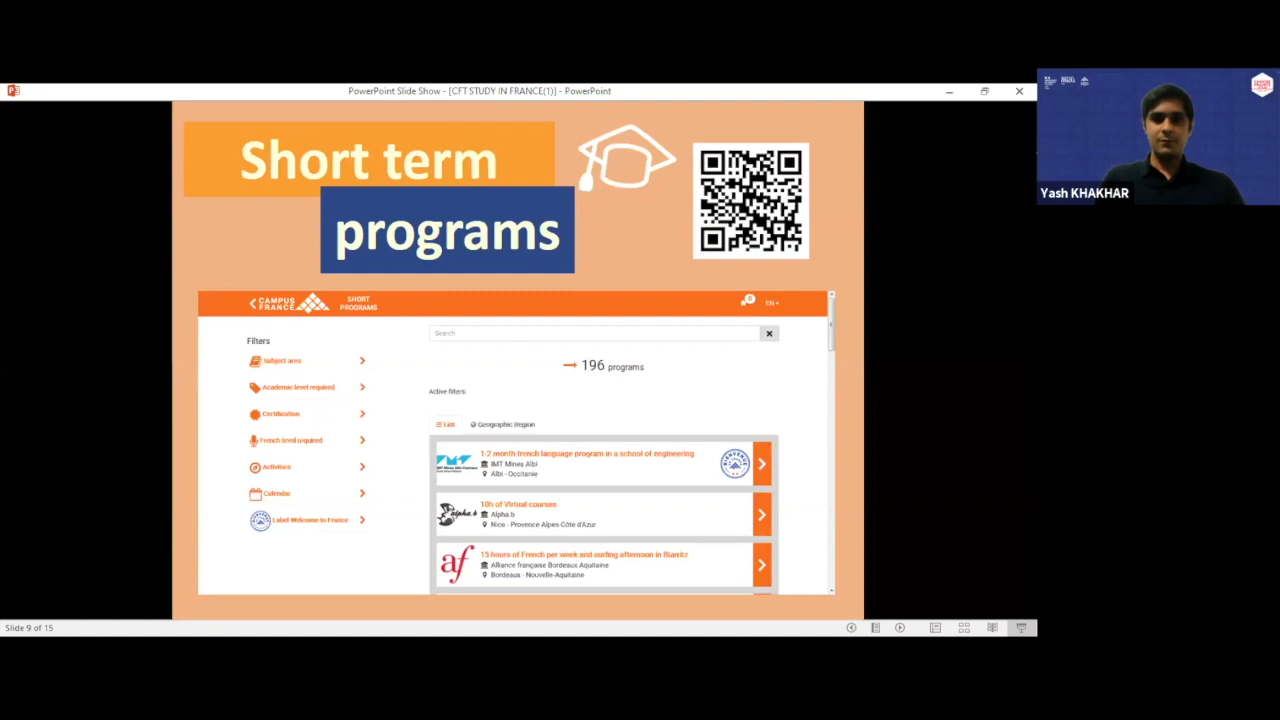 PowerPoint Slide Show - [CFT STUDY IN FRANCE(1)] - PowerPoint
Short term
programs
CAMPUS
FRANCE
SHORT
PROGRAMS
0
EN
Search
Filters
Subject area
Academic level required
Certification
French level required
Activities
Calendar
Label Welcome to France
196 programs
Active filters:
List
Geographic Region
1-2 month french language program in a school of engineering
IMT Mines Albi
Albi - Occitanie
10h of Virtual courses
Alpha b
Nice - Provence-Alpes-Côte d'Azur
alpha.b
15 hours of French per week and surfing afternoon in Biarritz
Alliance française Bordeaux Aquitaine
Bordeaux - Nouvelle-Aquitaine
af
Slide 9 of 15
Yash KHAKHAR